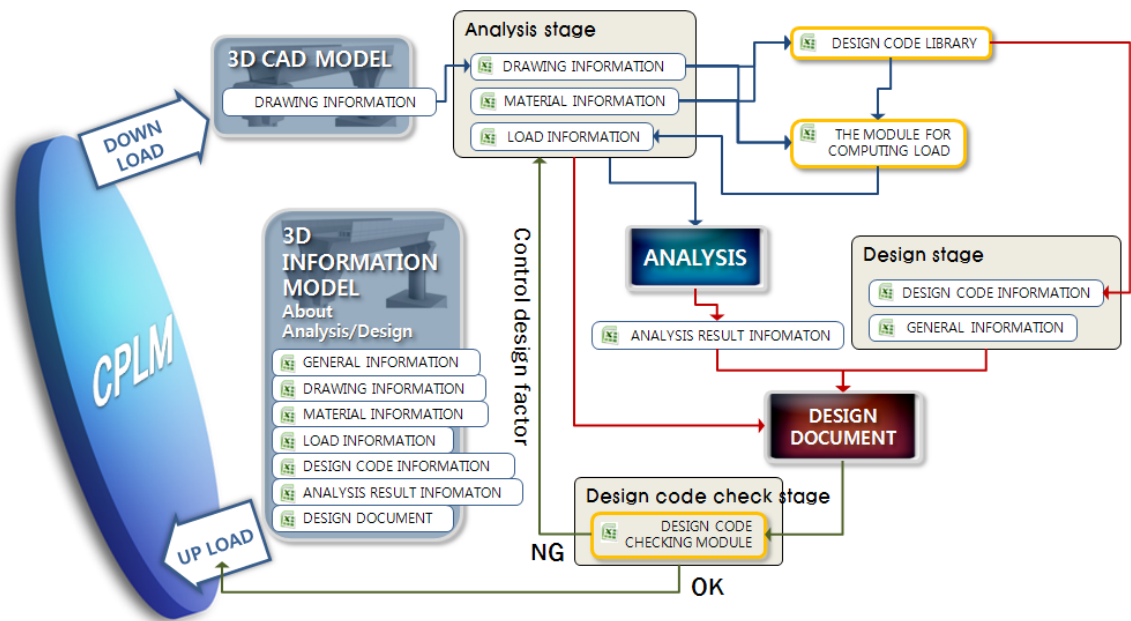 CPLM
DOWN
LOAD
3D CAD MODEL
DRAWING INFORMATION
Analysis stage
DRAWING INFORMATION
MATERIAL INFORMATION
LOAD INFORMATION
DESIGN CODE LIBRARY
THE MODULE FOR
COMPUTING LOAD
3D
INFORMATION
MODEL
About
Analysis/Design
GENERAL INFORMATION
DRAWING INFORMATION
MATERIAL INFORMATION
LOAD INFORMATION
DESIGN CODE INFORMATION
ANALYSIS RESULT INFOMATON
DESIGN DOCUMENT
UP LOAD
Control design factor
ANALYSIS
ANALYSIS RESULT INFOMATON
Design stage
DESIGN CODE INFORMATION
GENERAL INFORMATION
DESIGN
DOCUMENT
Design code check stage
DESIGN CODE
CHECKING MODULE
NG
OK